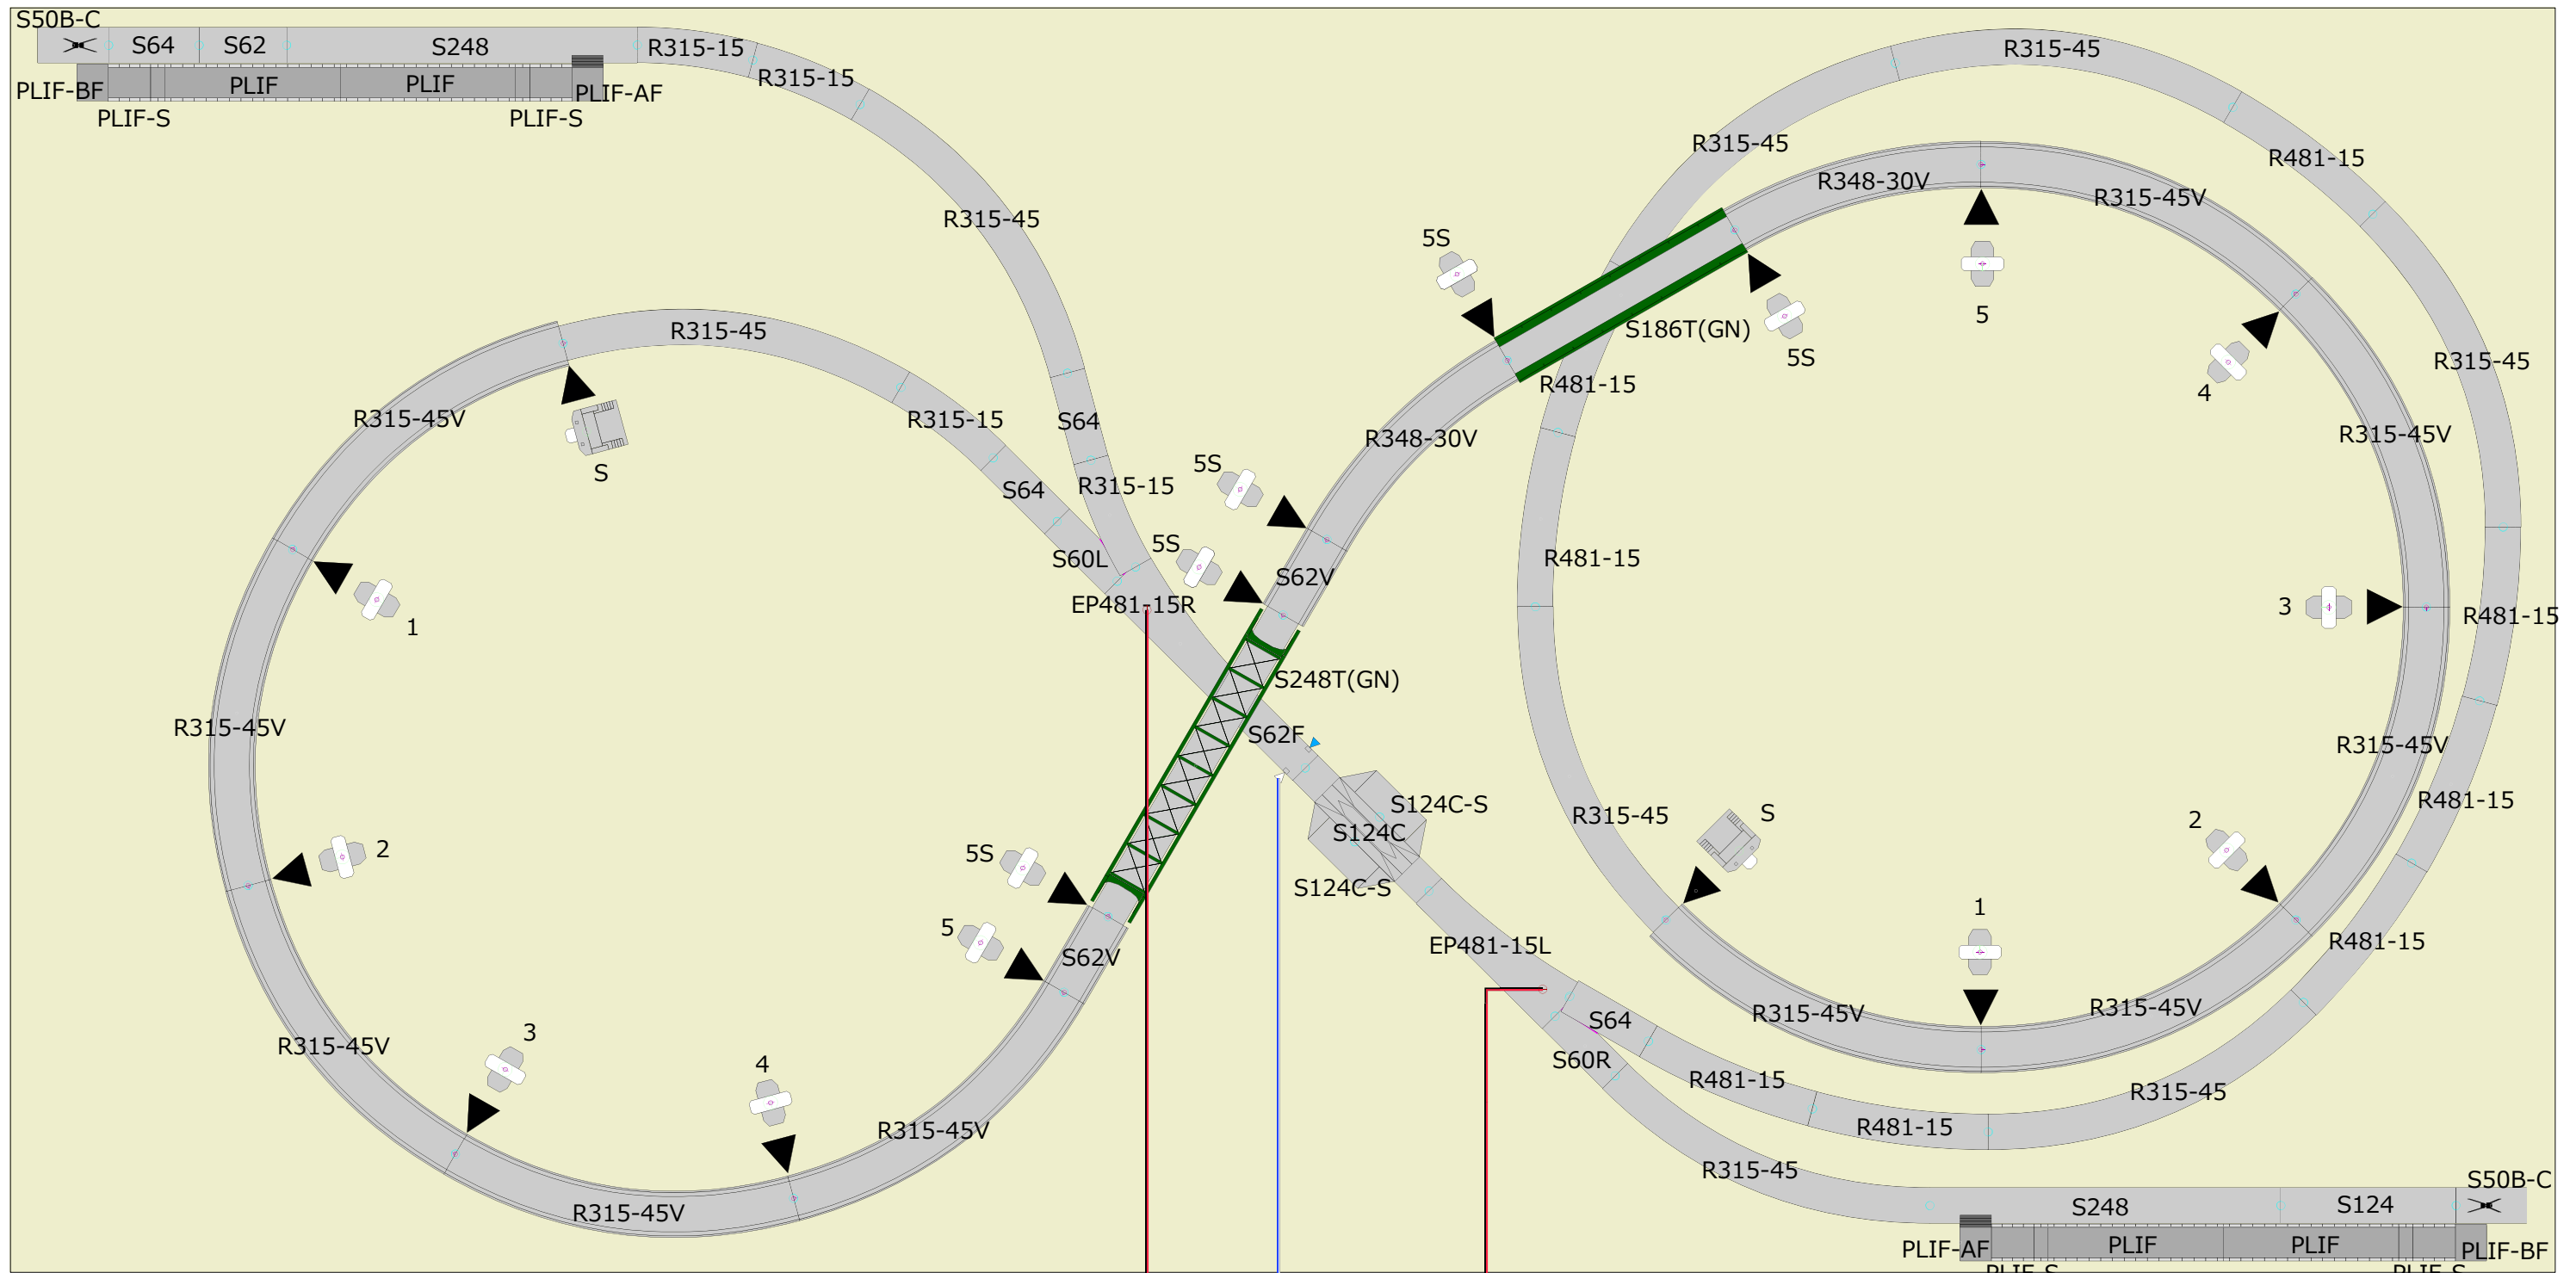 S50B-C
S64 S62 S248
PLIF-BF PLIF PLIF PLIF-AF
PLIF-S PLIF-S
R315-15
R315-15
R315-45
R315-45
R315-45V
R315-15
S64
S64
R315-15
S
S60L
EP481-15R
1
R315-45V
2
R315-45V
3
4
R315-45V
R315-45V
S62V
5
5S
S248T(GN)
S62F
5S
S62V
5S
R348-30V
5S
S186T(GN)
5S
R348-30V
5
R315-45V
4
R315-45V
3
R315-45V
2
R315-45V
1
R315-45V
S
R315-45
R315-45
R481-15
R315-45
R481-15
R481-15
R481-15
R315-45
R481-15
R481-15
R481-15
R481-15
R315-45
S124C-S
S124C
S124C-S
EP481-15L
S64
S60R
R315-45
S50B-C
S248 S124
PLIF-AF PLIF PLIF PLIF-BF
PLIF-S PLIF-S